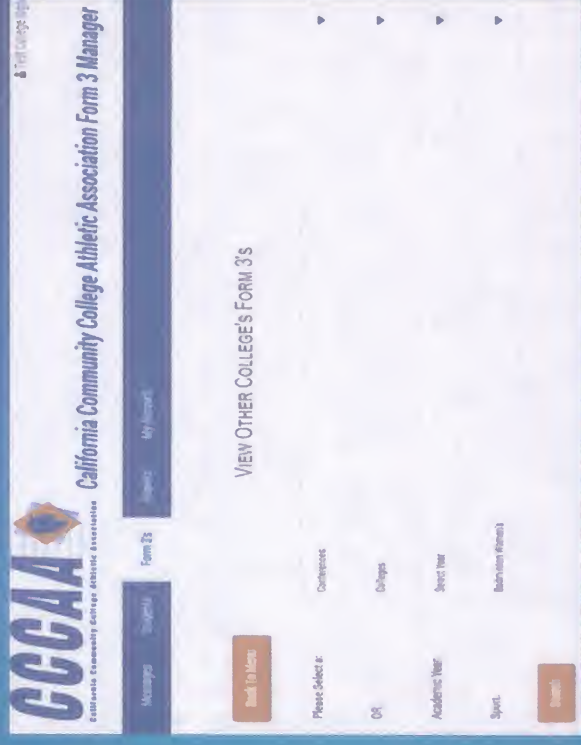 Test College
CCCAA
California Community College Athletic Association
California Community College Athletic Association Form 3 Manager
Messages
Form 3's
Reports
My Account
Back To Menu
VIEW OTHER COLLEGE'S FORM 3'S
Please Select a:
Conferences
OR
Colleges
Academic Year:
Select Year
Sport:
Badminton Women's
Search